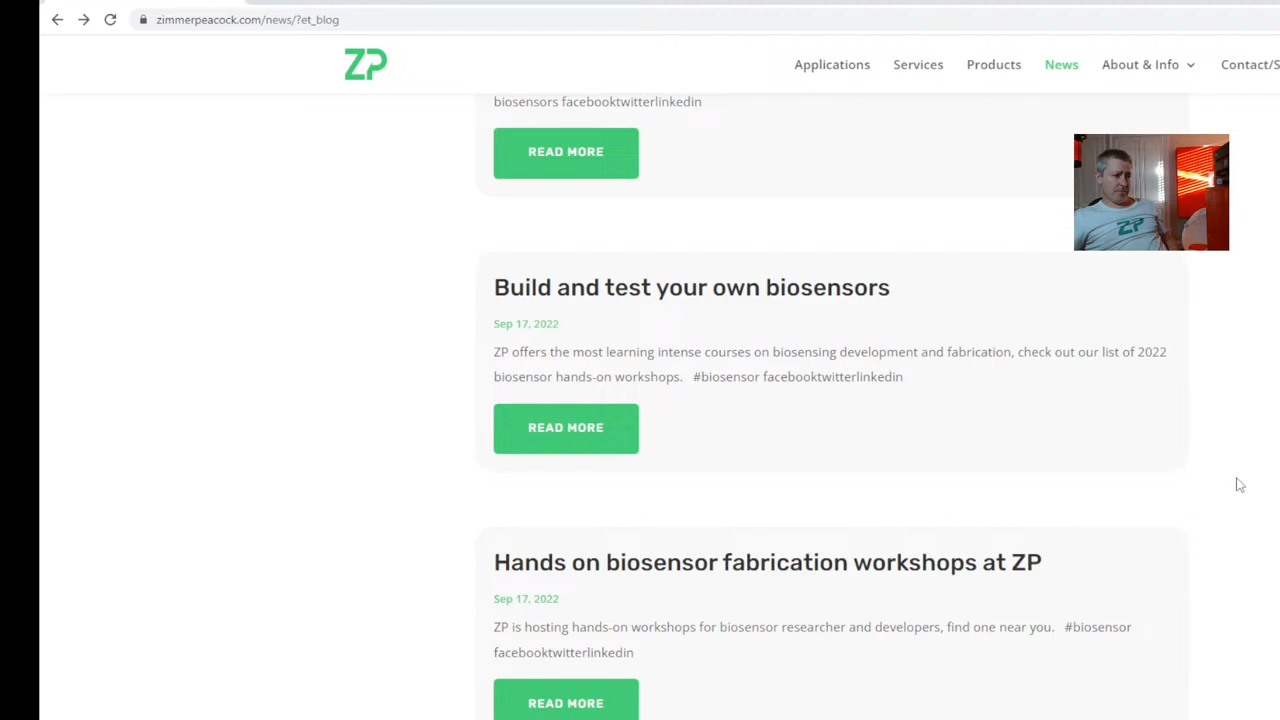 zimmerpeacock.com/news/?et_blog
ZP
Applications
Services
Products
News
About & Info
Contact/S
biosensors facebooktwitterlinkedin
READ MORE
ZP
Build and test your own biosensors
Sep 17, 2022
ZP offers the most learning intense courses on biosensing development and fabrication, check out our list of 2022
biosensor hands-on workshops. #biosensor facebooktwitterlinkedin
READ MORE
Hands on biosensor fabrication workshops at ZP
Sep 17, 2022
ZP is hosting hands-on workshops for biosensor researcher and developers, find one near you. #biosensor
facebooktwitterlinkedin
READ MORE